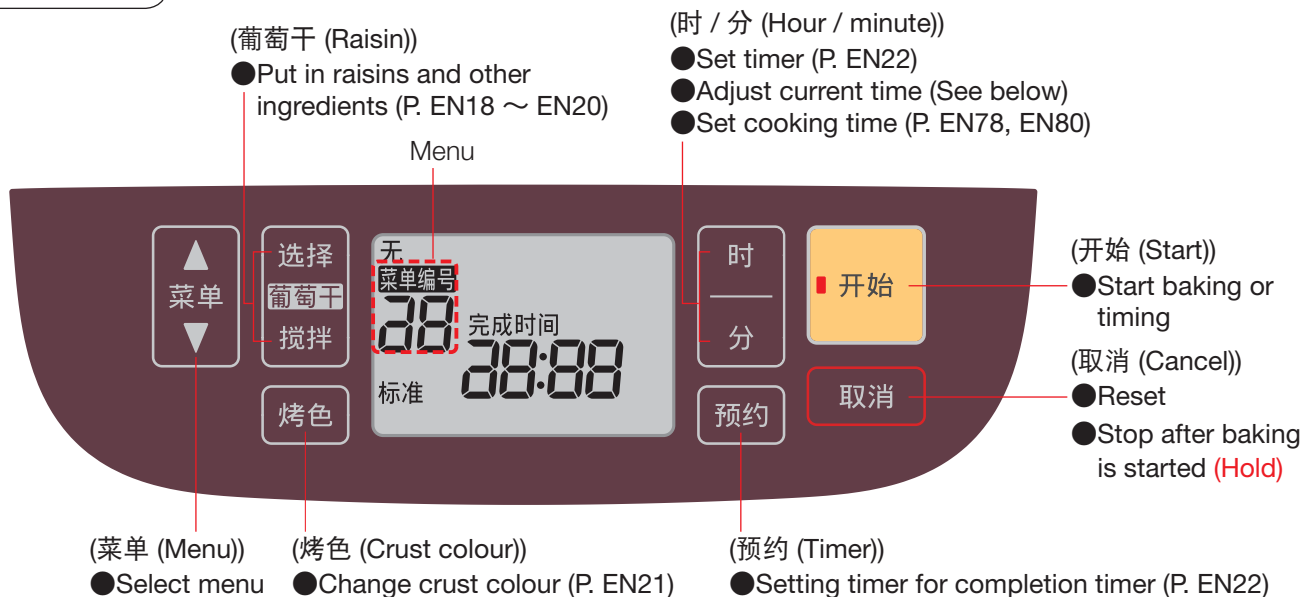 (葡萄干 (Raisin))
●Put in raisins and other
ingredients (P. EN18 ～ EN20)
(时 / 分 (Hour / minute))
●Set timer (P. EN22)
●Adjust current time (See below)
●Set cooking time (P. EN78, EN80)
Menu
▲
菜单
▼
选择
葡萄干
搅拌
烤色
无
菜单编号
28
完成时间
28:88
标准
时
分
预约
开始
取消
(开始 (Start))
●Start baking or
timing
(取消 (Cancel))
●Reset
●Stop after baking
is started (Hold)
(菜单 (Menu))
●Select menu
(烤色 (Crust colour))
●Change crust colour (P. EN21)
(预约 (Timer))
●Setting timer for completion timer (P. EN22)